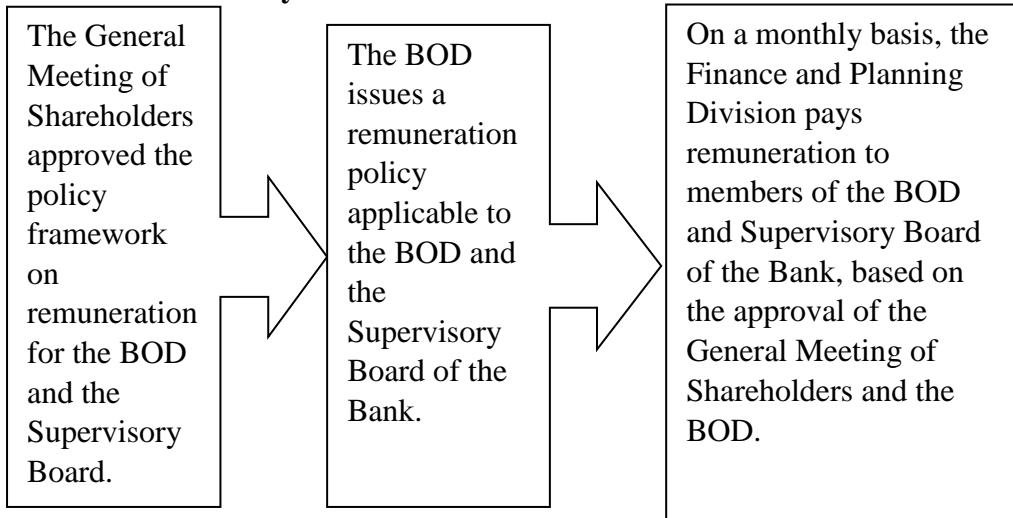 The General
Meeting of
Shareholders
approved the
policy
framework
on
remuneration
for the BOD
and the
Supervisory
Board.
The BOD
issues a
remuneration
policy
applicable to
the BOD and
the
Supervisory
Board of the
Bank.
On a monthly basis, the
Finance and Planning
Division pays
remuneration to
members of the BOD
and Supervisory Board
of the Bank, based on
the approval of the
General Meeting of
Shareholders and the
BOD.